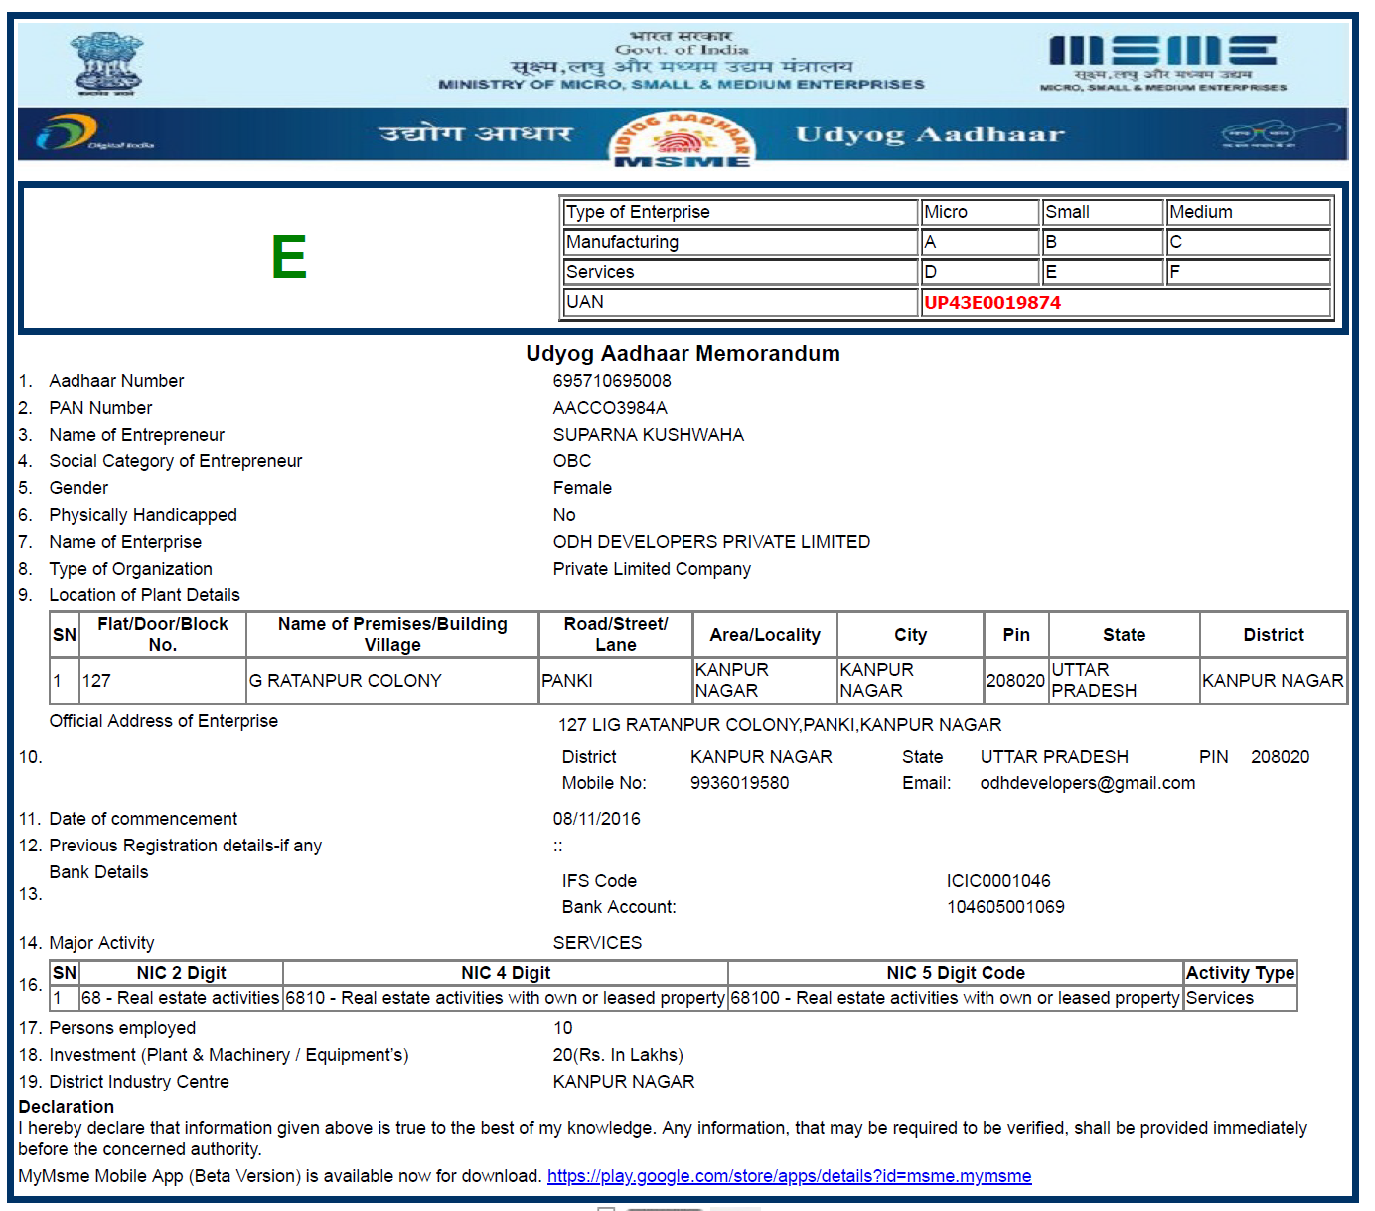 भारत सरकार
Govt. of India
सूक्ष्म,लघु और मध्यम उद्यम मंत्रालय
MINISTRY OF MICRO, SMALL & MEDIUM ENTERPRISES
msme
सूक्ष्म,लघु और मध्यम उद्यम
MICRO, SMALL & MEDIUM ENTERPRISES
Digital India
उद्योग आधार
UDYOG AADHAAR
MSME
Udyog Aadhaar
E
Type of Enterprise Micro Small Medium
Manufacturing A B C
Services D E F
UAN UP43E0019874
Udyog Aadhaar Memorandum
1. Aadhaar Number 695710695008
2. PAN Number AACCO3984A
3. Name of Entrepreneur SUPARNA KUSHWAHA
4. Social Category of Entrepreneur OBC
5. Gender Female
6. Physically Handicapped No
7. Name of Enterprise ODH DEVELOPERS PRIVATE LIMITED
8. Type of Organization Private Limited Company
9. Location of Plant Details
SN Flat/Door/Block No. Name of Premises/Building Village Road/Street/ Lane Area/Locality City Pin State District
1 127 G RATANPUR COLONY PANKI KANPUR NAGAR KANPUR NAGAR 208020 UTTAR PRADESH KANPUR NAGAR
Official Address of Enterprise 127 LIG RATANPUR COLONY,PANKI,KANPUR NAGAR
10. District KANPUR NAGAR State UTTAR PRADESH PIN 208020
Mobile No: 9936019580 Email: odhdevelopers@gmail.com
11. Date of commencement 08/11/2016
12. Previous Registration details-if any ::
Bank Details
13. IFS Code ICIC0001046
Bank Account: 104605001069
14. Major Activity SERVICES
16. SN NIC 2 Digit NIC 4 Digit NIC 5 Digit Code Activity Type
1 68 - Real estate activities 6810 - Real estate activities with own or leased property 68100 - Real estate activities with own or leased property Services
17. Persons employed 10
18. Investment (Plant & Machinery / Equipment's) 20(Rs. In Lakhs)
19. District Industry Centre KANPUR NAGAR
Declaration
I hereby declare that information given above is true to the best of my knowledge. Any information, that may be required to be verified, shall be provided immediately
before the concerned authority.
MyMsme Mobile App (Beta Version) is available now for download. https://play.google.com/store/apps/details?id=msme.mymsme